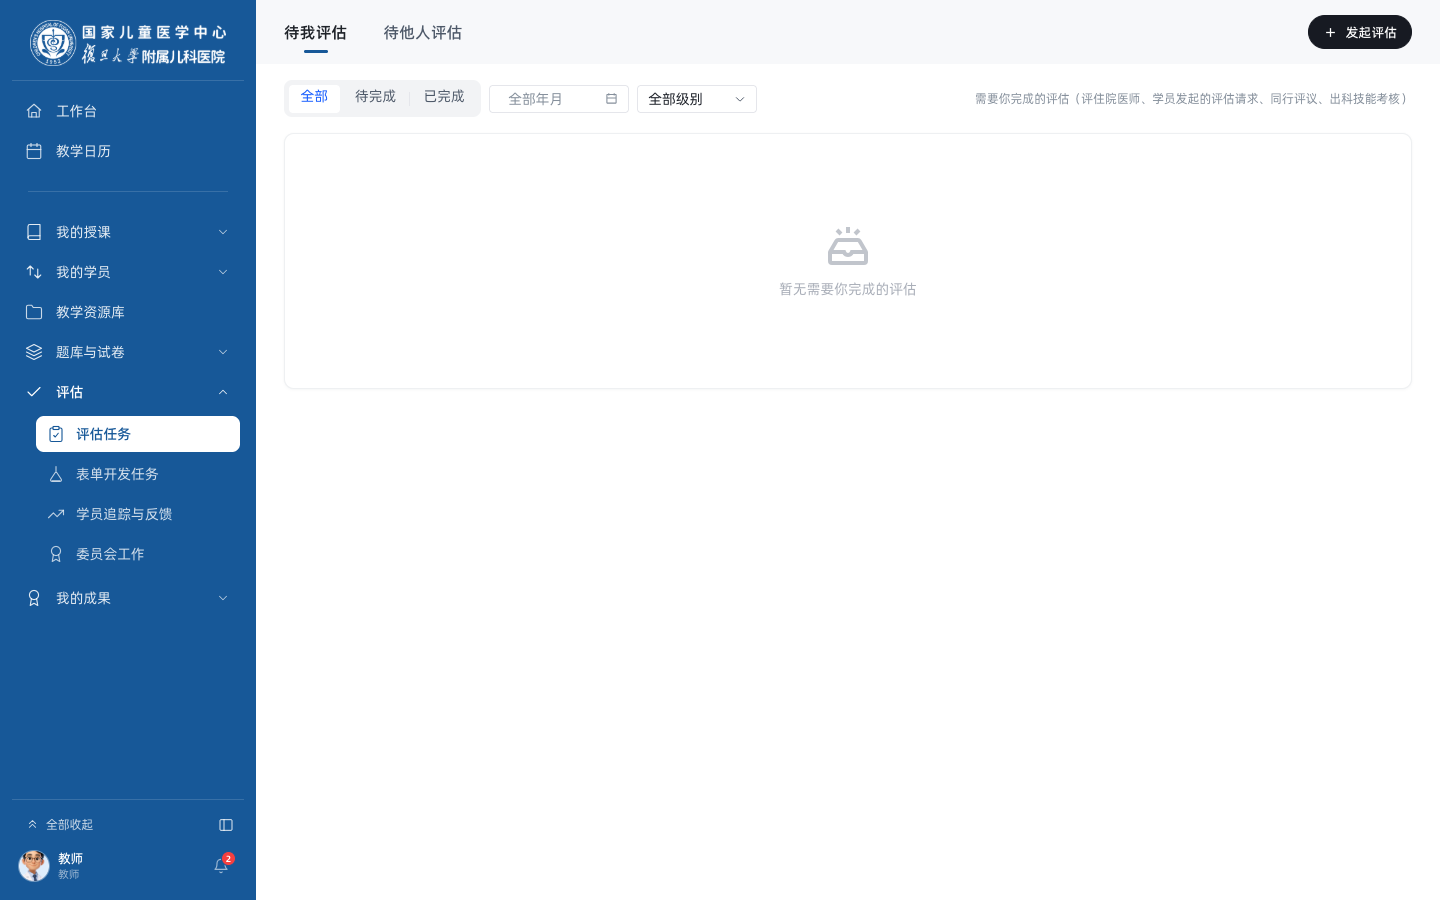 国家儿童医学中心
復旦大学附属儿科医院
工作台
教学日历
我的授课
我的学员
教学资源库
题库与试卷
评估
评估任务
表单开发任务
学员追踪与反馈
委员会工作
我的成果
全部收起
教师
教师
2
待我评估
待他人评估
发起评估
全部
待完成
已完成
全部年月
全部级别
需要你完成的评估（评住院医师、学员发起的评估请求、同行评议、出科技能考核）
暂无需要你完成的评估